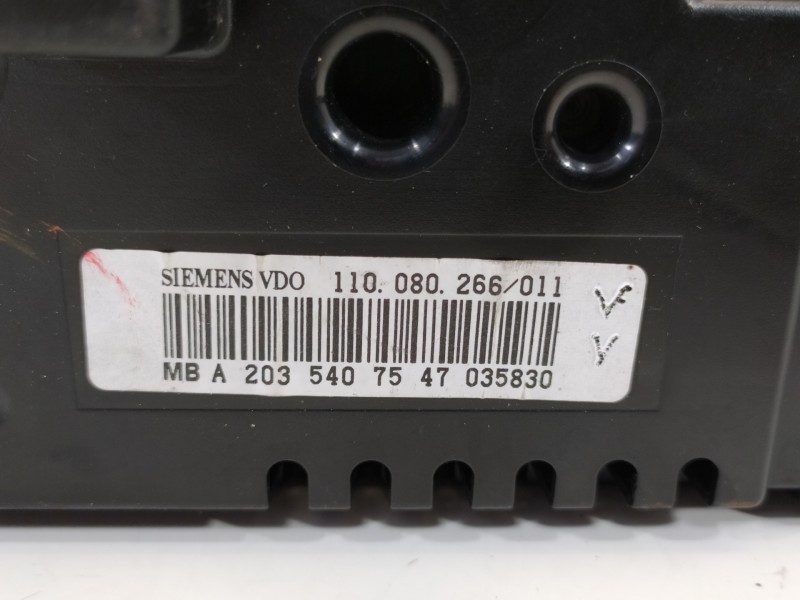 SIEMENS VDO 110.080.266/011
MB A 203 540 75 47 035830